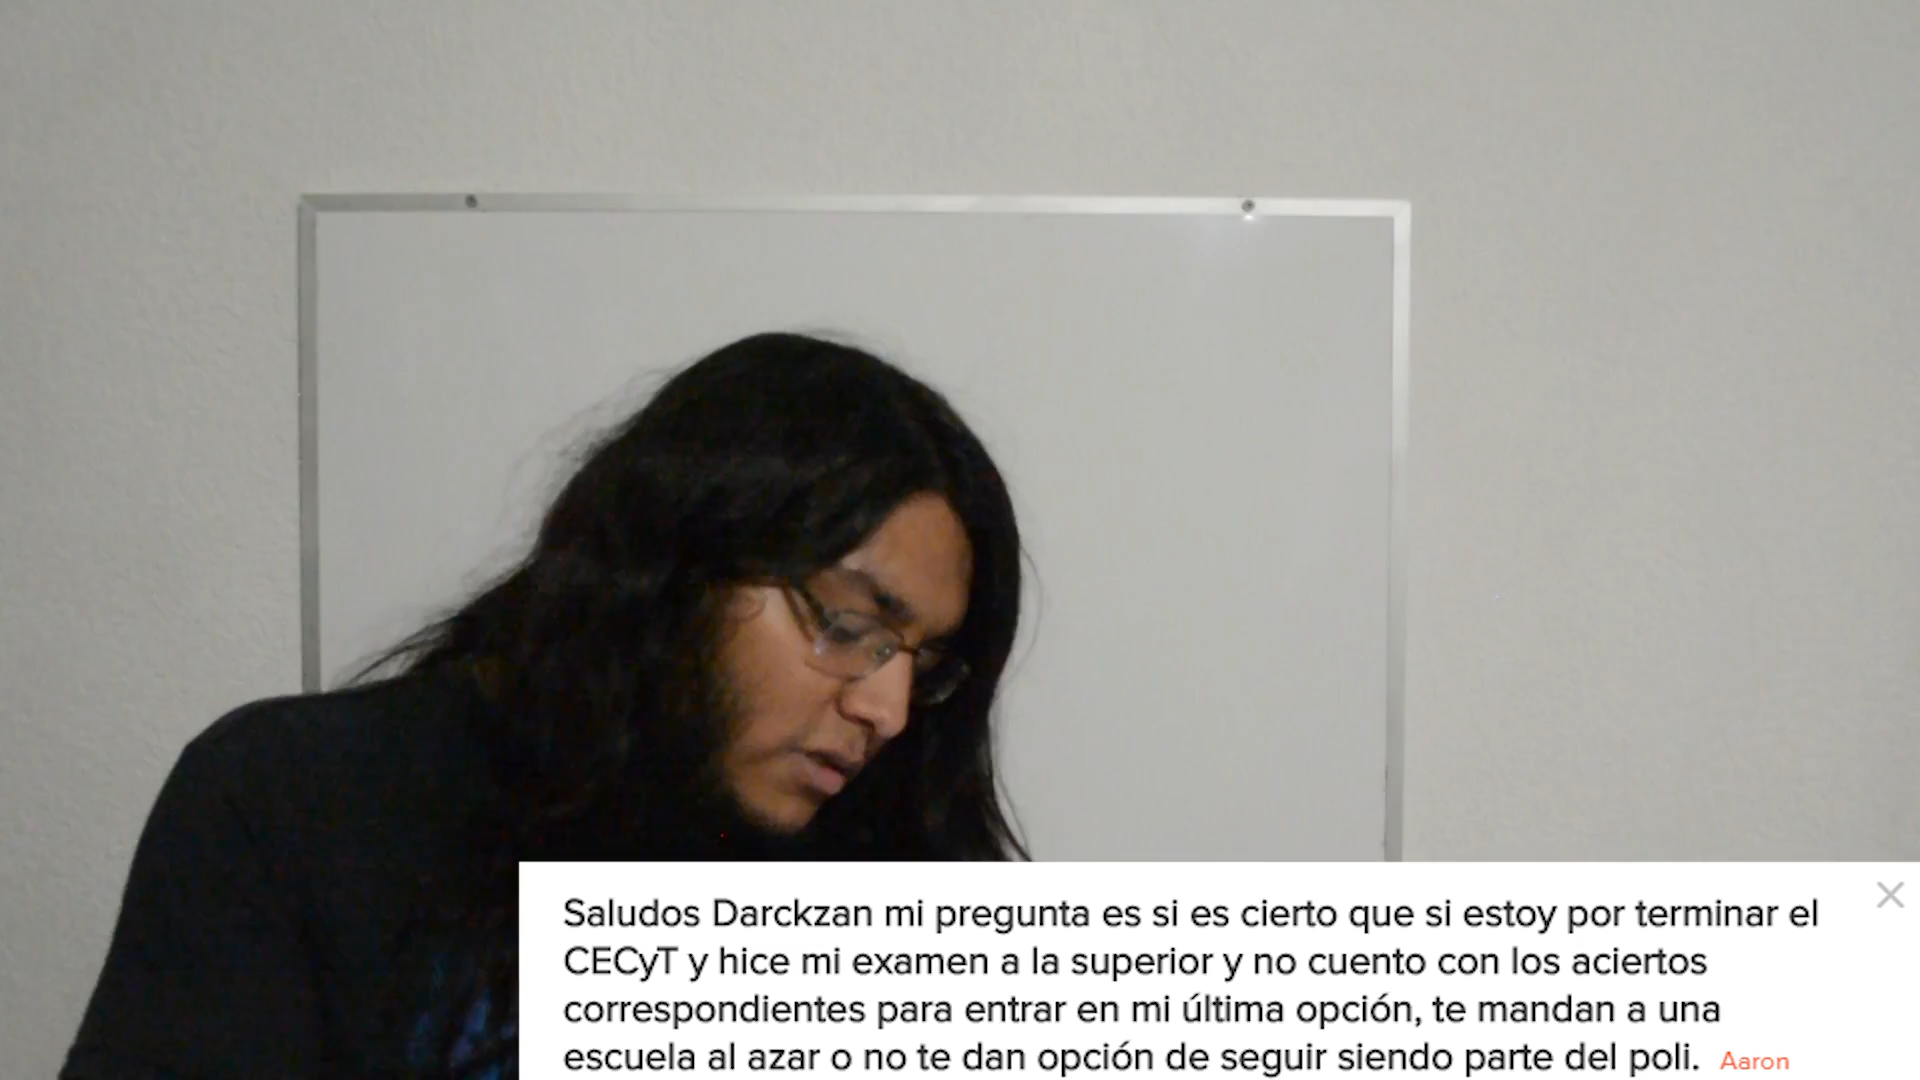 Saludos Darckzan mi pregunta es si es cierto que si estoy por terminar el
CECyT y hice mi examen a la superior y no cuento con los aciertos
correspondientes para entrar en mi última opción, te mandan a una
escuela al azar o no te dan opción de seguir siendo parte del poli. Aaron